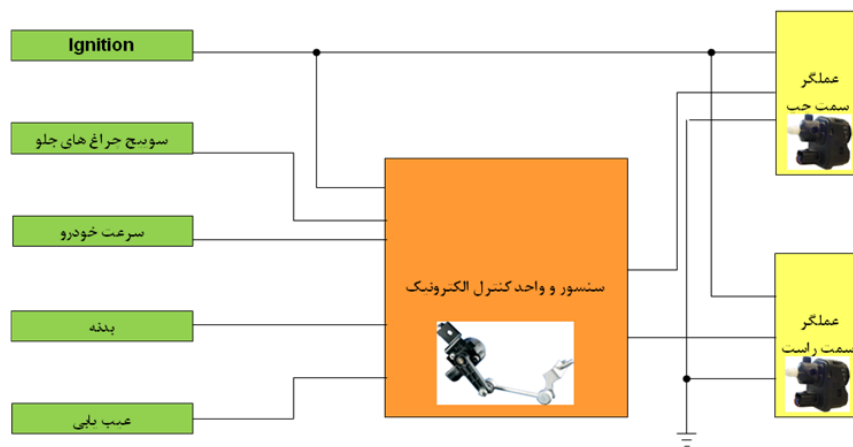 Ignition
سوییچ چراغ های جلو
سرعت خودرو
بدنه
عیب یابی
سنسور و واحد کنترل الکترونیک
عملگر
سمت چپ
عملگر
سمت راست